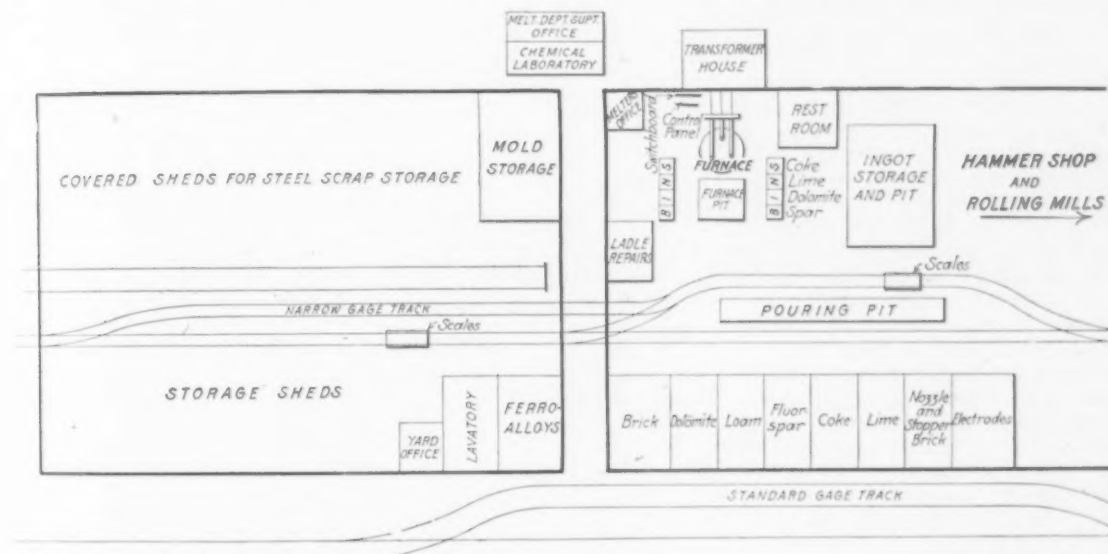 MELT. DEPT. SUPT.
OFFICE
CHEMICAL
LABORATORY
TRANSFORMER
HOUSE
MELTERS
OFFICE
Switchboard
Control
Panel
REST
ROOM
MOLD
STORAGE
COVERED SHEDS FOR STEEL SCRAP STORAGE
FURNACE
FURNACE
PIT
BINS
BINS
Coke
Lime
Dolomite
Spar
INGOT
STORAGE
AND PIT
HAMMER SHOP
AND
ROLLING MILLS
LADLE
REPAIRS
Scales
NARROW GAGE TRACK
Scales
POURING PIT
STORAGE SHEDS
YARD
OFFICE
LAVATORY
FERRO-
ALLOYS
Brick
Dolomite
Loam
Fluor
spar
Coke
Lime
Nozzle
and
Stopper
Brick
Electrodes
STANDARD GAGE TRACK